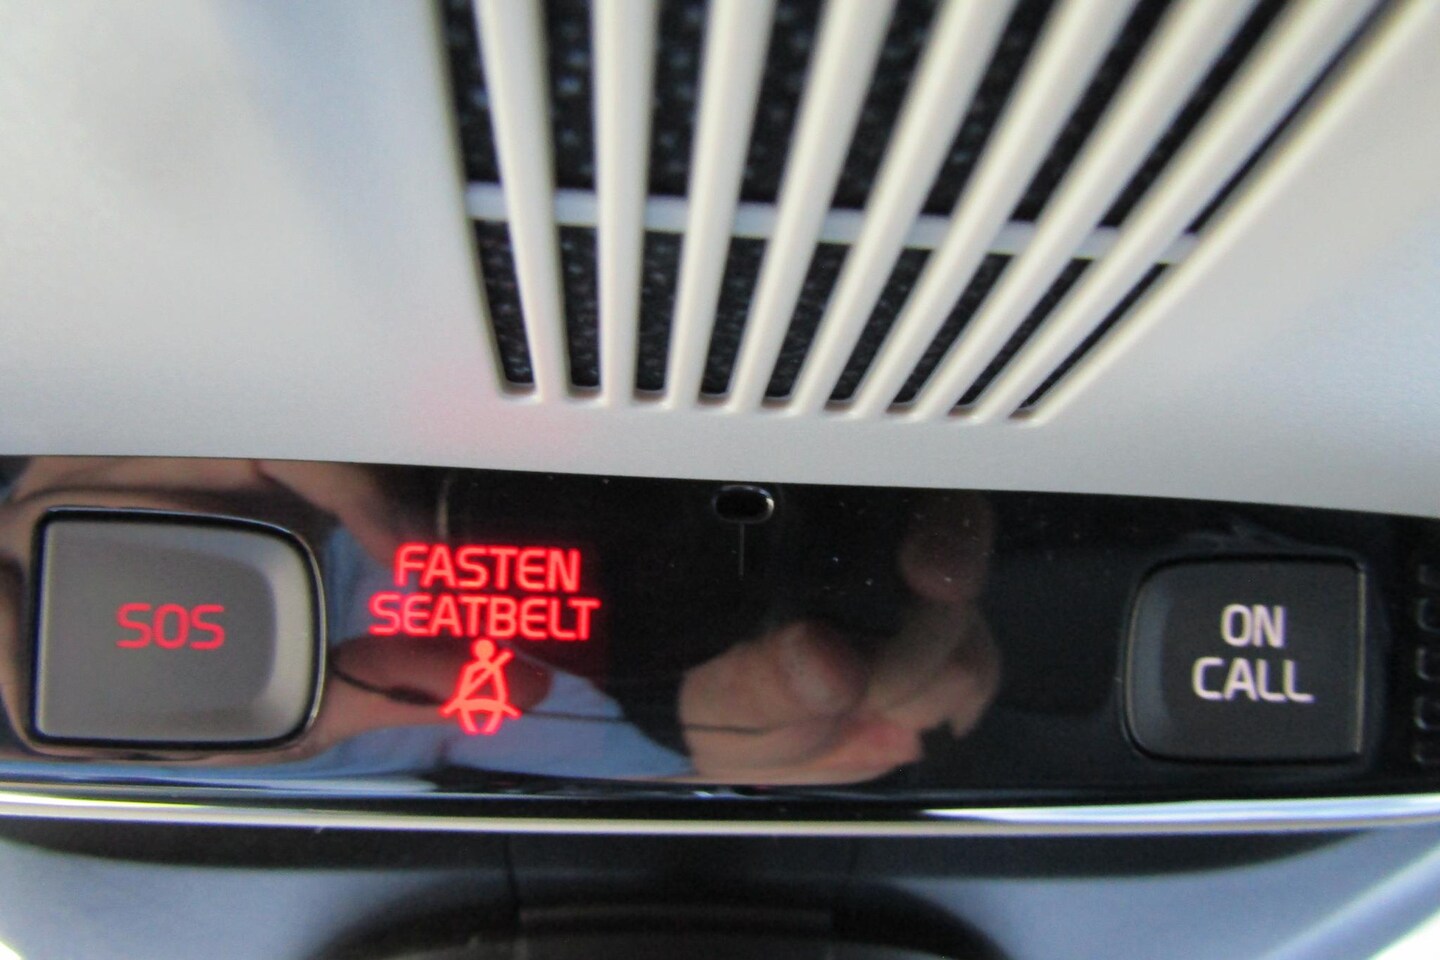 SOS
FASTEN
SEATBELT
ON
CALL